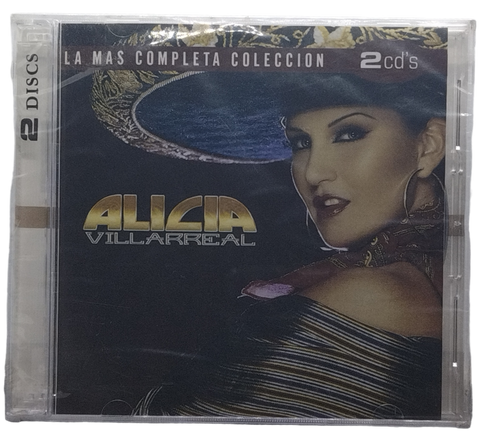 LA MAS COMPLETA COLECCION 2cd's
2 DISCS
ALICIA
VILLARREAL